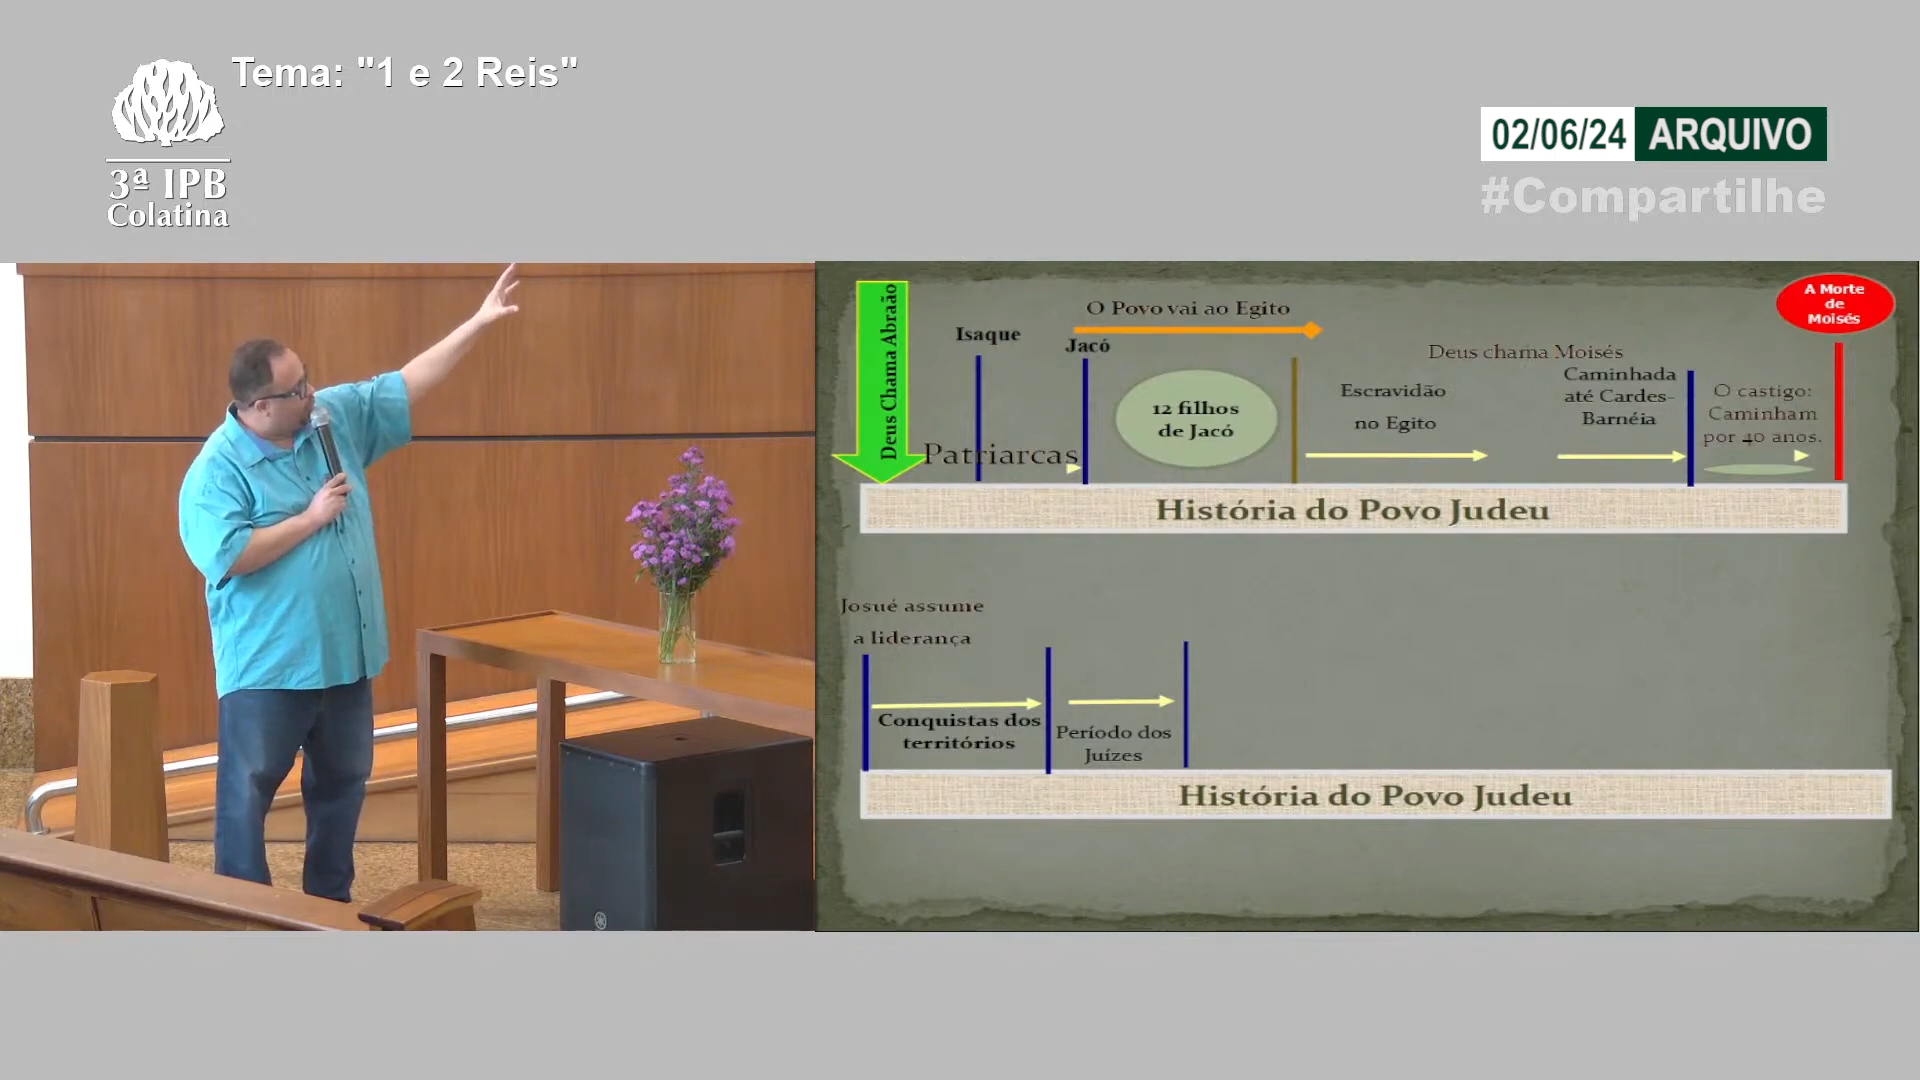 Tema: "1 e 2 Reis"
3ª IPB
Colatina
02/06/24 ARQUIVO
#Compartilhe
Deus Chama Abraão
Isaque
O Povo vai ao Egito
Jacó
Patriarcas
12 filhos
de Jacó
Escravidão
no Egito
Deus chama Moisés
Caminhada
até Cardes-
Barnéia
O castigo:
Caminham
por 40 anos.
A Morte
de
Moisés
História do Povo Judeu
Josué assume
a liderança
Conquistas dos
territórios
Período dos
Juízes
História do Povo Judeu